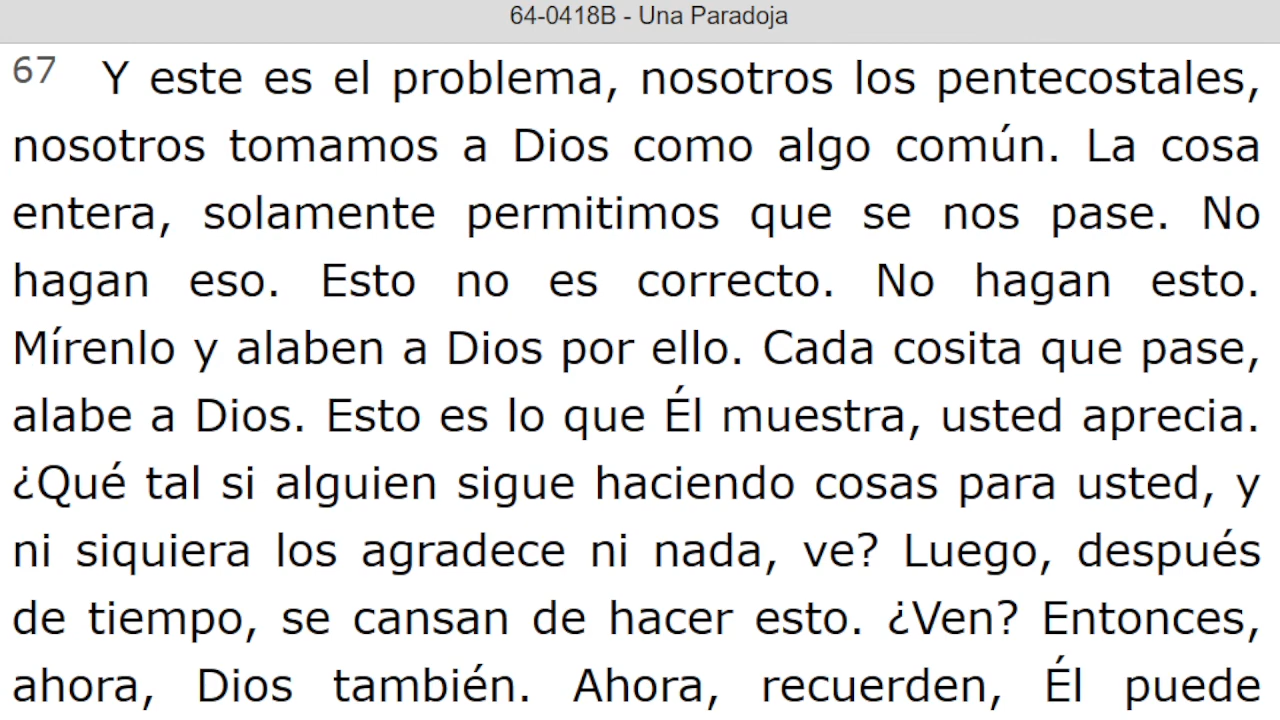 64-0418B - Una Paradoja
67 Y este es el problema, nosotros los pentecostales,
nosotros tomamos a Dios como algo común. La cosa
entera, solamente permitimos que se nos pase. No
hagan eso. Esto no es correcto. No hagan esto.
Mírenlo y alaben a Dios por ello. Cada cosita que pase,
alabe a Dios. Esto es lo que Él muestra, usted aprecia.
¿Qué tal si alguien sigue haciendo cosas para usted, y
ni siquiera los agradece ni nada, ve? Luego, después
de tiempo, se cansan de hacer esto. ¿Ven? Entonces,
ahora, Dios también. Ahora, recuerden, Él puede